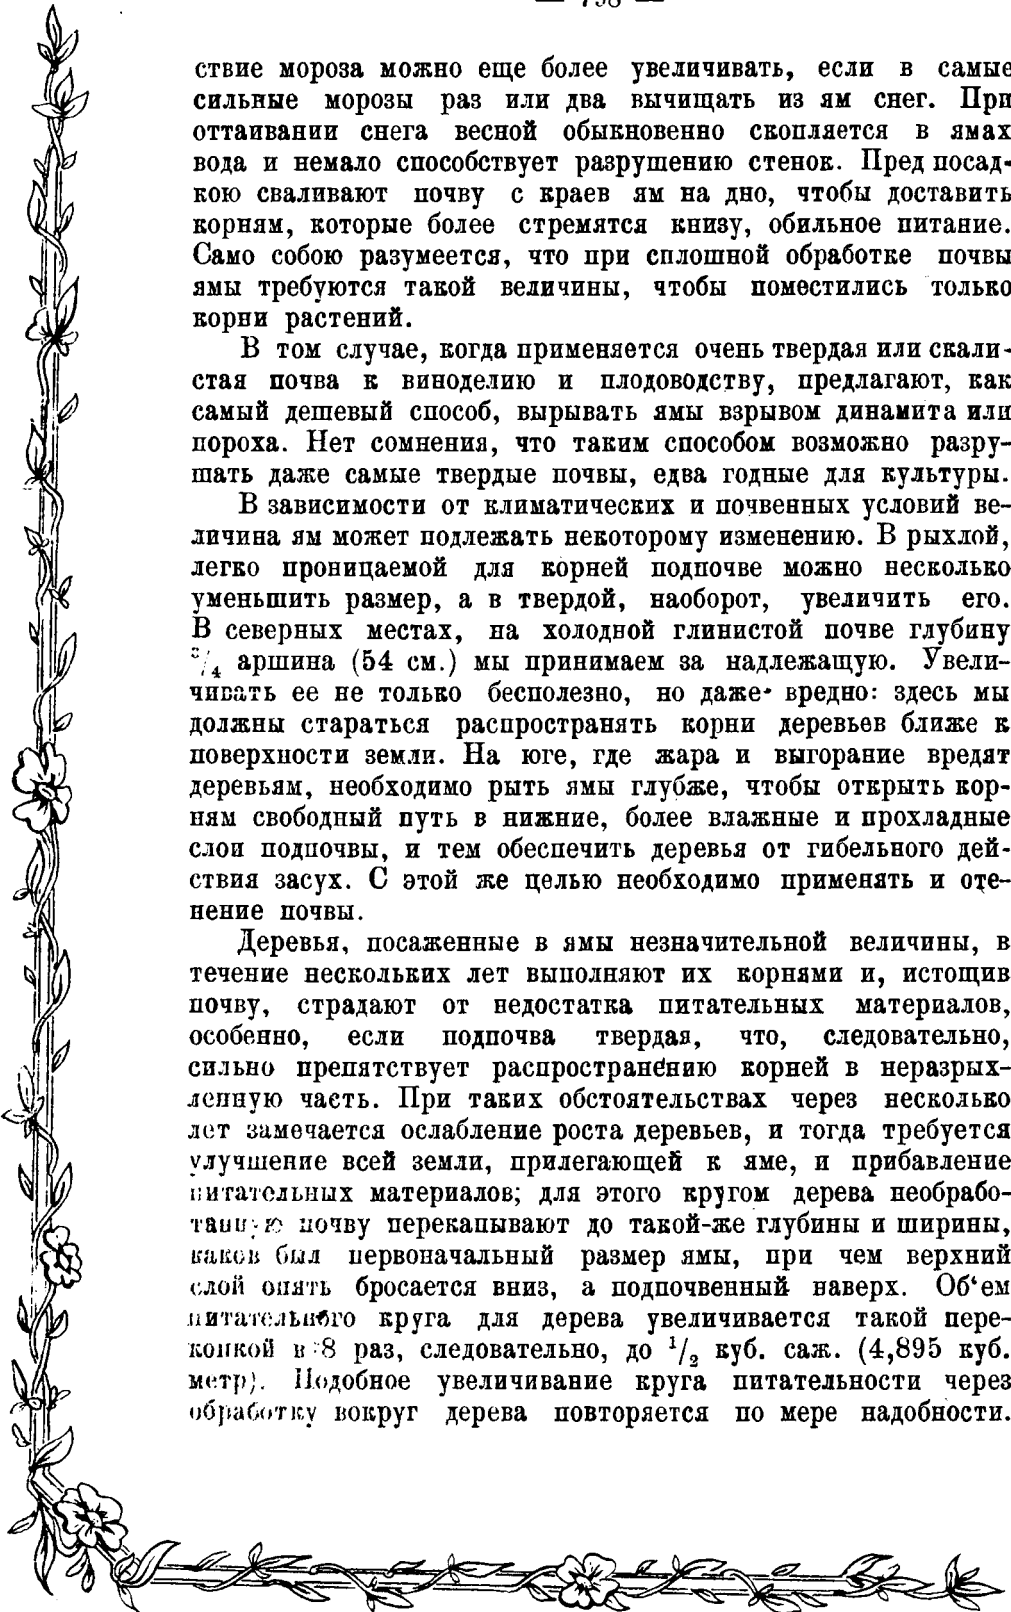 ствие мороза можно еще более увеличивать, если в самые
сильные морозы раз или два вычищать из ям снег. При
оттаивании снега весной обыкновенно скопляется в ямах
вода и немало способствует разрушению стенок. Пред посад-
кою сваливают почву с краев ям на дно, чтобы доставить
корням, которые более стремятся книзу, обильное питание.
Само собою разумеется, что при сплошной обработке почвы
ямы требуются такой величины, чтобы поместились только
корни растений.
В том случае, когда применяется очень твердая или скали-
стая почва к виноделию и плодоводству, предлагают, как
самый дешевый способ, вырывать ямы взрывом динамита или
пороха. Нет сомнения, что таким способом возможно разру-
шать даже самые твердые почвы, едва годные для культуры.
В зависимости от климатических и почвенных условий ве-
личина ям может подлежать некоторому изменению. В рыхлой,
легко проницаемой для корней подпочве можно несколько
уменьшить размер, а в твердой, наоборот, увеличить его.
В северных местах, на холодной глинистой почве глубину
3/4 аршина (54 см.) мы принимаем за надлежащую. Увели-
чивать ее не только бесполезно, но даже вредно: здесь мы
должны стараться распространять корни деревьев ближе к
поверхности земли. На юге, где жара и выгорание вредят
деревьям, необходимо рыть ямы глубже, чтобы открыть кор-
ням свободный путь в нижние, более влажные и прохладные
слои подпочвы, и тем обеспечить деревья от гибельного дей-
ствия засух. С этой же целью необходимо применять и оте-
нение почвы.
Деревья, посаженные в ямы незначительной величины, в
течение нескольких лет выполняют их корнями и, истощив
почву, страдают от недостатка питательных материалов,
особенно, если подпочва твердая, что, следовательно,
сильно препятствует распространению корней в неразрых-
ленную часть. При таких обстоятельствах через несколько
лет замечается ослабление роста деревьев, и тогда требуется
улучшение всей земли, прилегающей к яме, и прибавление
питательных материалов; для этого кругом дерева необрабо-
танную почву перекапывают до такой-же глубины и ширины,
каков был первоначальный размер ямы, при чем верхний
слой опять бросается вниз, а подпочвенный наверх. Об‘ем
питательного круга для дерева увеличивается такой пере-
копкой в 8 раз, следовательно, до 1/2 куб. саж. (4,895 куб.
метр). Подобное увеличивание круга питательности через
обработку вокруг дерева повторяется по мере надобности.